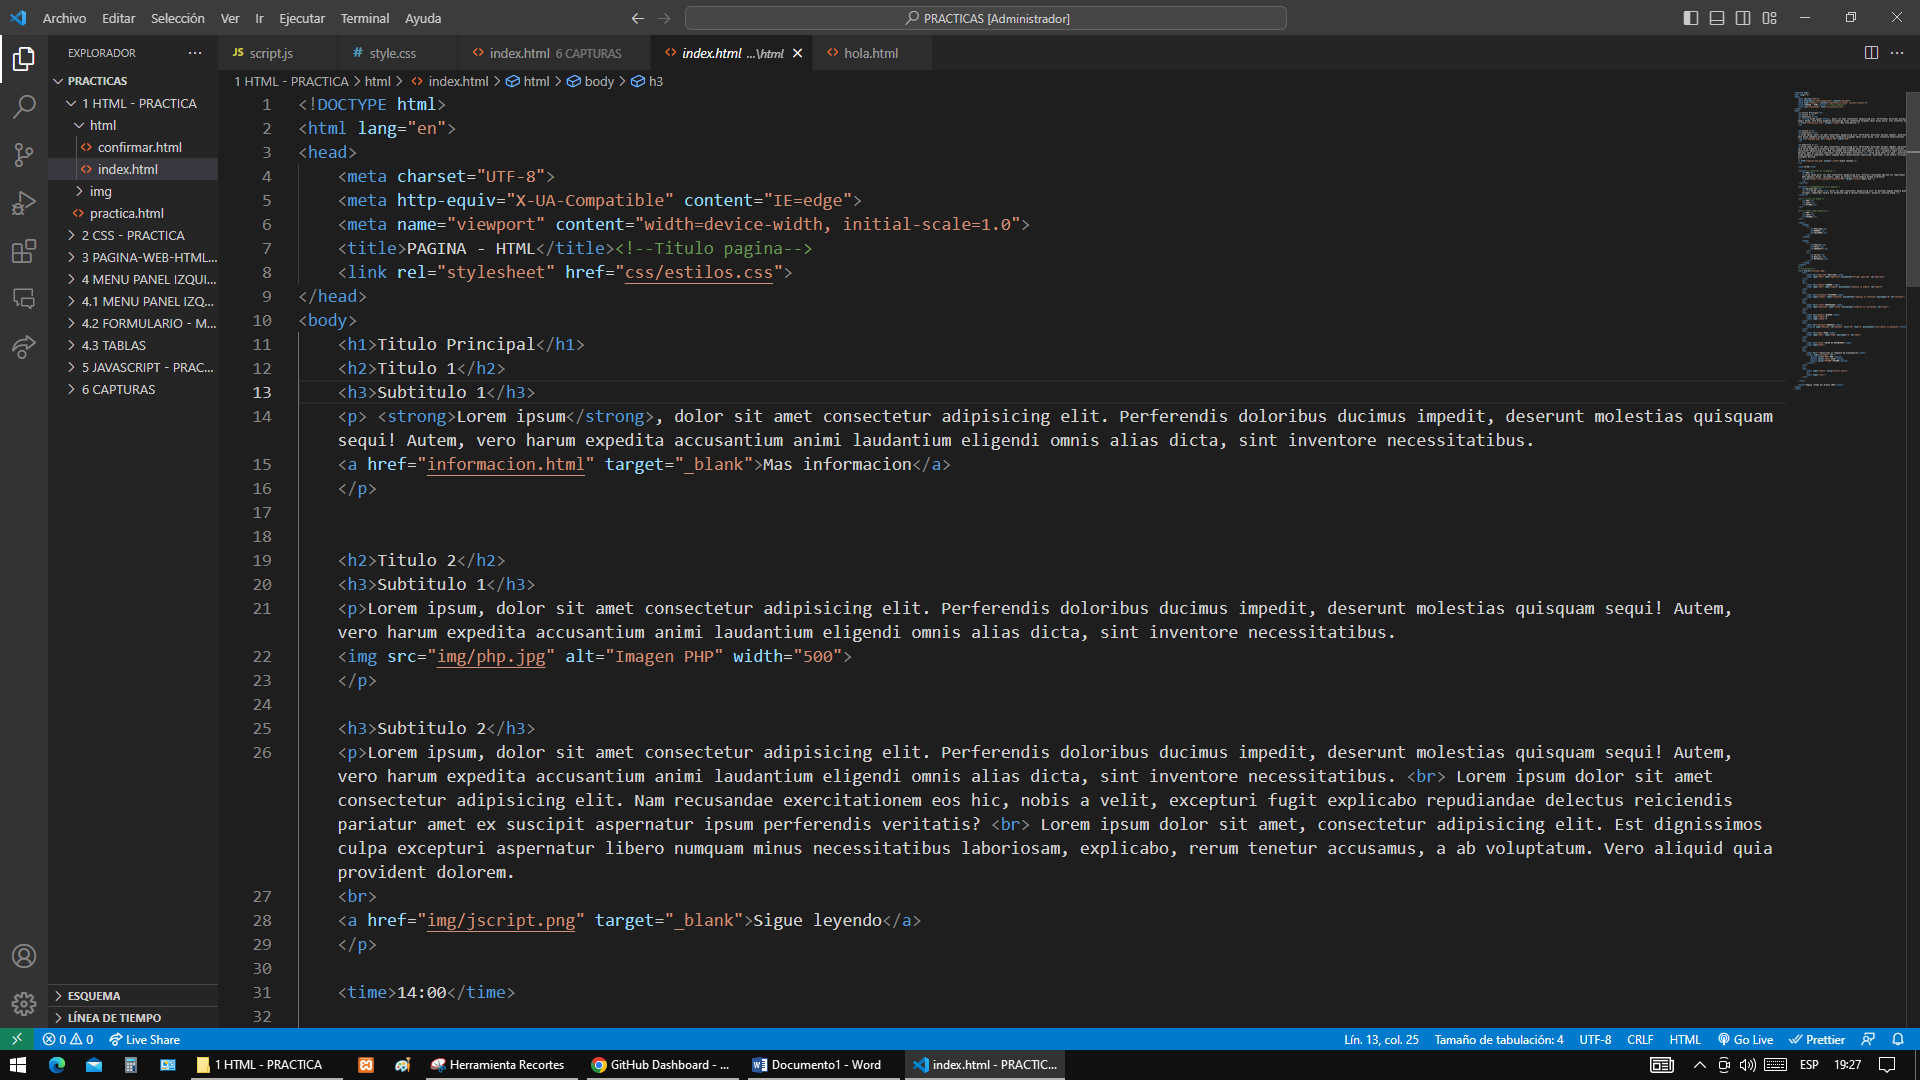 Archivo Editar Selección Ver Ir Ejecutar Terminal Ayuda
PRACTICAS [Administrador]
EXPLORADOR
JS script.js
# style.css
index.html 6 CAPTURAS
index.html ...\html
hola.html
1 HTML - PRACTICA > html > index.html > html > body > h3
PRACTICAS
1 HTML - PRACTICA
html
confirmar.html
index.html
img
practica.html
2 CSS - PRACTICA
3 PAGINA-WEB-HTML...
4 MENU PANEL IZQUI...
4.1 MENU PANEL IZQ...
4.2 FORMULARIO - M...
4.3 TABLAS
5 JAVASCRIPT - PRAC...
6 CAPTURAS
ESQUEMA
LÍNEA DE TIEMPO
1 <!DOCTYPE html>
2 <html lang="en">
3 <head>
4 <meta charset="UTF-8">
5 <meta http-equiv="X-UA-Compatible" content="IE=edge">
6 <meta name="viewport" content="width=device-width, initial-scale=1.0">
7 <title>PAGINA - HTML</title><!--Titulo pagina-->
8 <link rel="stylesheet" href="css/estilos.css">
9 </head>
10 <body>
11 <h1>Titulo Principal</h1>
12 <h2>Titulo 1</h2>
13 <h3>Subtitulo 1</h3>
14 <p> <strong>Lorem ipsum</strong>, dolor sit amet consectetur adipisicing elit. Perferendis doloribus ducimus impedit, deserunt molestias quisquam
sequi! Autem, vero harum expedita accusantium animi laudantium eligendi omnis alias dicta, sint inventore necessitatibus.
15 <a href="informacion.html" target="_blank">Mas informacion</a>
16 </p>
17
18
19 <h2>Titulo 2</h2>
20 <h3>Subtitulo 1</h3>
21 <p>Lorem ipsum, dolor sit amet consectetur adipisicing elit. Perferendis doloribus ducimus impedit, deserunt molestias quisquam sequi! Autem,
vero harum expedita accusantium animi laudantium eligendi omnis alias dicta, sint inventore necessitatibus.
22 <img src="img/php.jpg" alt="Imagen PHP" width="500">
23 </p>
24
25 <h3>Subtitulo 2</h3>
26 <p>Lorem ipsum, dolor sit amet consectetur adipisicing elit. Perferendis doloribus ducimus impedit, deserunt molestias quisquam sequi! Autem,
vero harum expedita accusantium animi laudantium eligendi omnis alias dicta, sint inventore necessitatibus. <br> Lorem ipsum dolor sit amet
consectetur adipisicing elit. Nam recusandae exercitationem eos hic, nobis a velit, excepturi fugit explicabo repudiandae delectus reiciendis
pariatur amet ex suscipit aspernatur ipsum perferendis veritatis? <br> Lorem ipsum dolor sit amet, consectetur adipisicing elit. Est dignissimos
culpa excepturi aspernatur libero numquam minus necessitatibus laboriosam, explicabo, rerum tenetur accusamus, a ab voluptatum. Vero aliquid quia
provident dolorem.
27 <br>
28 <a href="img/jscript.png" target="_blank">Sigue leyendo</a>
29 </p>
30
31 <time>14:00</time>
32
0 0 Live Share
Lín. 13, col. 25 Tamaño de tabulación: 4 UTF-8 CRLF HTML Go Live Prettier
1 HTML - PRACTICA
Herramienta Recortes
GitHub Dashboard - ...
Documento1 - Word
index.html - PRACTIC...
ESP 19:27